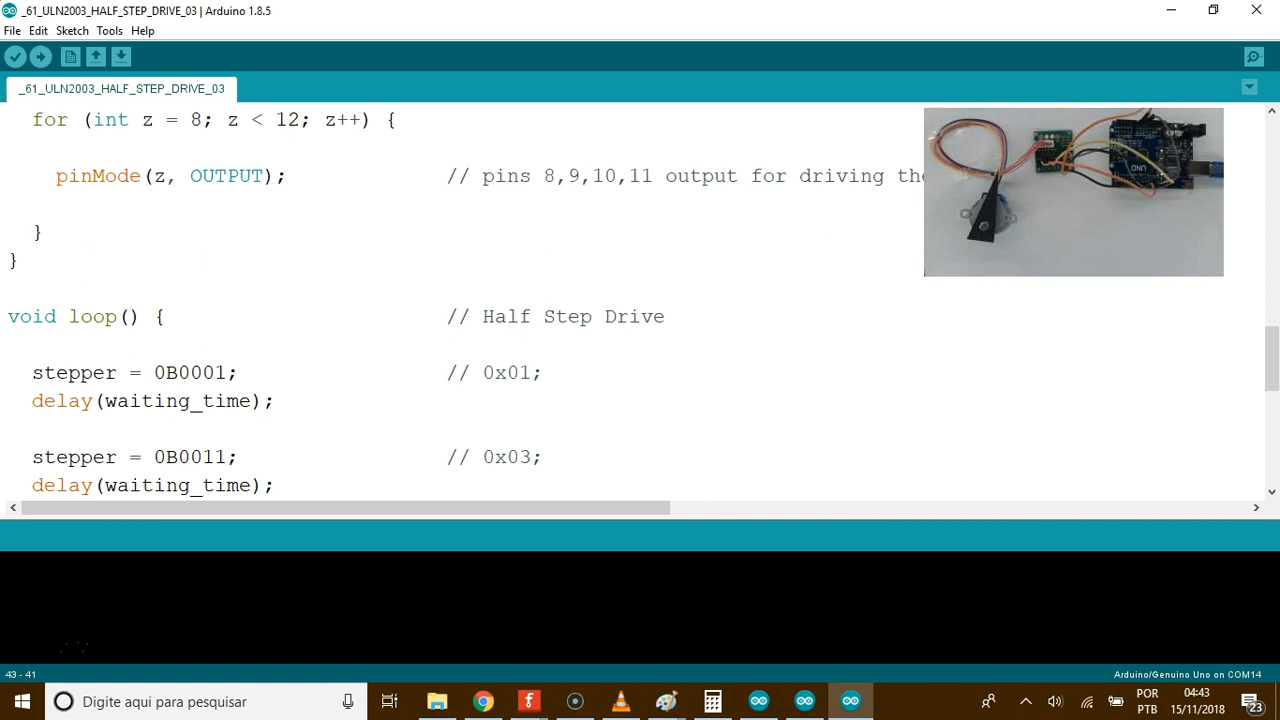 _61_ULN2003_HALF_STEP_DRIVE_03 | Arduino 1.8.5
File Edit Sketch Tools Help
_61_ULN2003_HALF_STEP_DRIVE_03
for (int z = 8; z < 12; z++) {
pinMode(z, OUTPUT); // pins 8,9,10,11 output for driving the
}
}
void loop() { // Half Step Drive
stepper = 0B0001; // 0x01;
delay(waiting_time);
stepper = 0B0011; // 0x03;
delay(waiting_time);
UNO
43 - 41
Arduino/Genuino Uno on COM14
Digite aqui para pesquisar
POR
PTB
04:43
15/11/2018
23